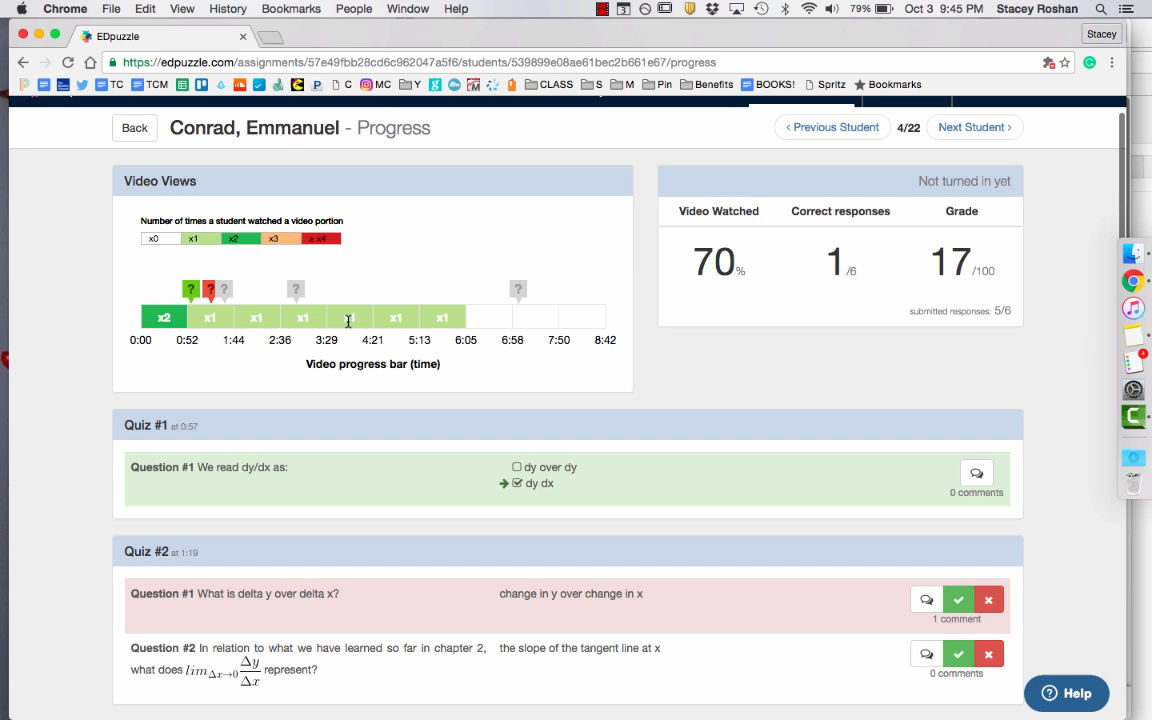 Chrome File Edit View History Bookmarks People Window Help 79% Oct 3 9:45 PM Stacey Roshan
EDpuzzle Stacey
https://edpuzzle.com/assignments/57e49fbb28cd6c962047a5/students/539899e08ae61bec2b661e67/progress
TC TCM C MC Y CLASS S M Pin Benefits BOOKS! Spritz Bookmarks
Back Conrad, Emmanuel - Progress ‹ Previous Student 4/22 Next Student ›
Video Views
Not turned in yet
Number of times a student watched a video portion
x0 x1 x2 x3 ≥ x4
Video Watched Correct responses Grade
70% 1/6 17/100
submitted responses: 5/6
? ? ? ? ?
x2 x1 x1 x1 x1 x1 x1
0:00 0:52 1:44 2:36 3:29 4:21 5:13 6:05 6:58 7:50 8:42
Video progress bar (time)
Quiz #1 at 0:57
Question #1 We read dy/dx as:
dy over dy
dy dx
0 comments
Quiz #2 at 1:19
Question #1 What is delta y over delta x? change in y over change in x
1 comment
Question #2 In relation to what we have learned so far in chapter 2, the slope of the tangent line at x
what does lim Δx→0 Δy/Δx represent?
0 comments
Help